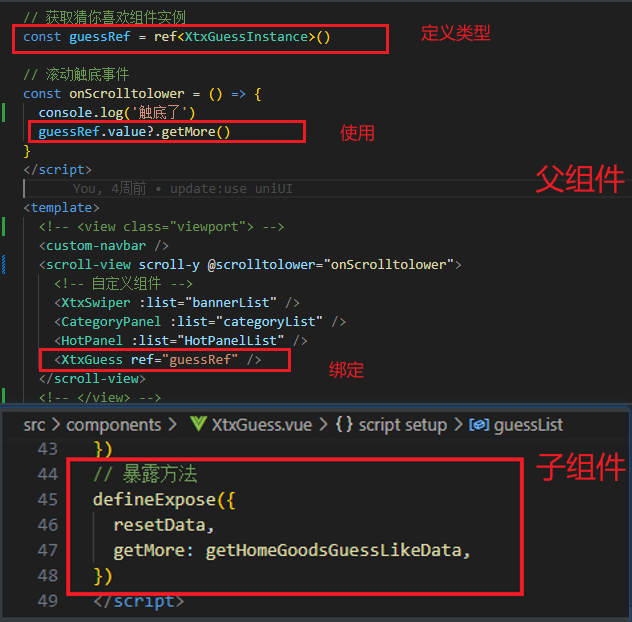 // 获取猜你喜欢组件实例
const guessRef = ref<XtxGuessInstance>()
定义类型
// 滚动触底事件
const onScrolltolower = () => {
console.log('触底了')
guessRef.value?.getMore()
使用
}
</script>
父组件
You, 4周前 • update:use uniUI
<template>
<!-- <view class="viewport"> -->
<custom-navbar />
<scroll-view scroll-y @scrolltolower="onScrolltolower">
<!-- 自定义组件 -->
<XtxSwiper :list="bannerList" />
<CategoryPanel :list="categoryList" />
<HotPanel :list="HotPanelList" />
<XtxGuess ref="guessRef" />
绑定
</scroll-view>
<!-- </view> -->
src > components > XtxGuess.vue > {} script setup > guessList
43 })
子组件
44 // 暴露方法
45 defineExpose({
46 resetData,
47 getMore: getHomeGoodsGuessLikeData,
48 })
49 </script>